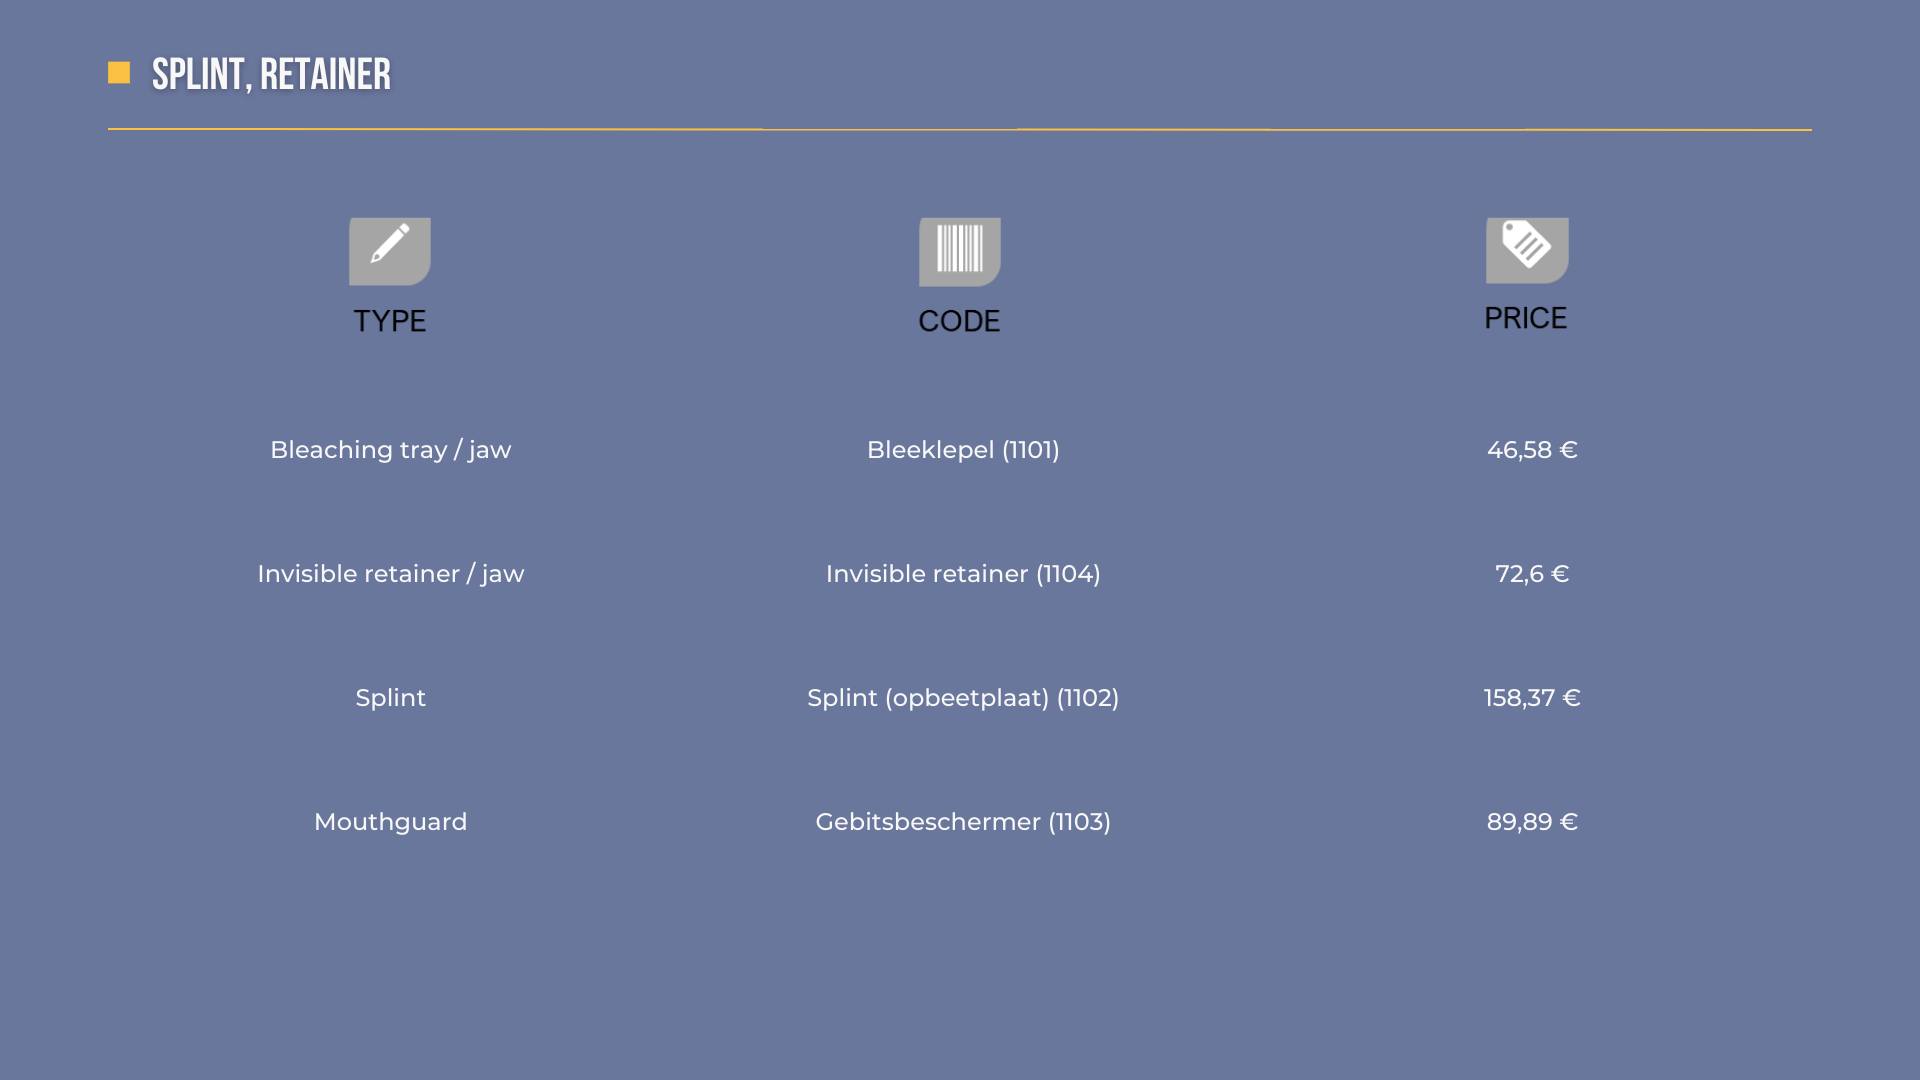 SPLINT, RETAINER
TYPE CODE PRICE
Bleaching tray / jaw Bleeklepel (1101) 46,58 €
Invisible retainer / jaw Invisible retainer (1104) 72,6 €
Splint Splint (opbeetplaat) (1102) 158,37 €
Mouthguard Gebitsbeschermer (1103) 89,89 €